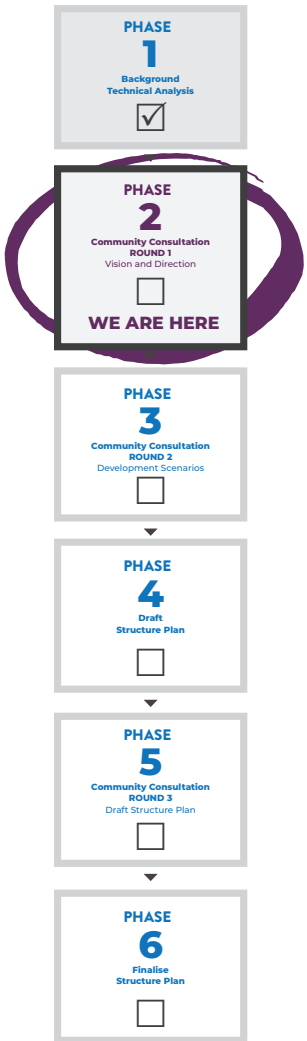 PHASE
1
Background
Technical Analysis
PHASE
2
Community Consultation
ROUND 1
Vision and Direction
WE ARE HERE
PHASE
3
Community Consultation
ROUND 2
Development Scenarios
PHASE
4
Draft
Structure Plan
PHASE
5
Community Consultation
ROUND 3
Draft Structure Plan
PHASE
6
Finalise
Structure Plan